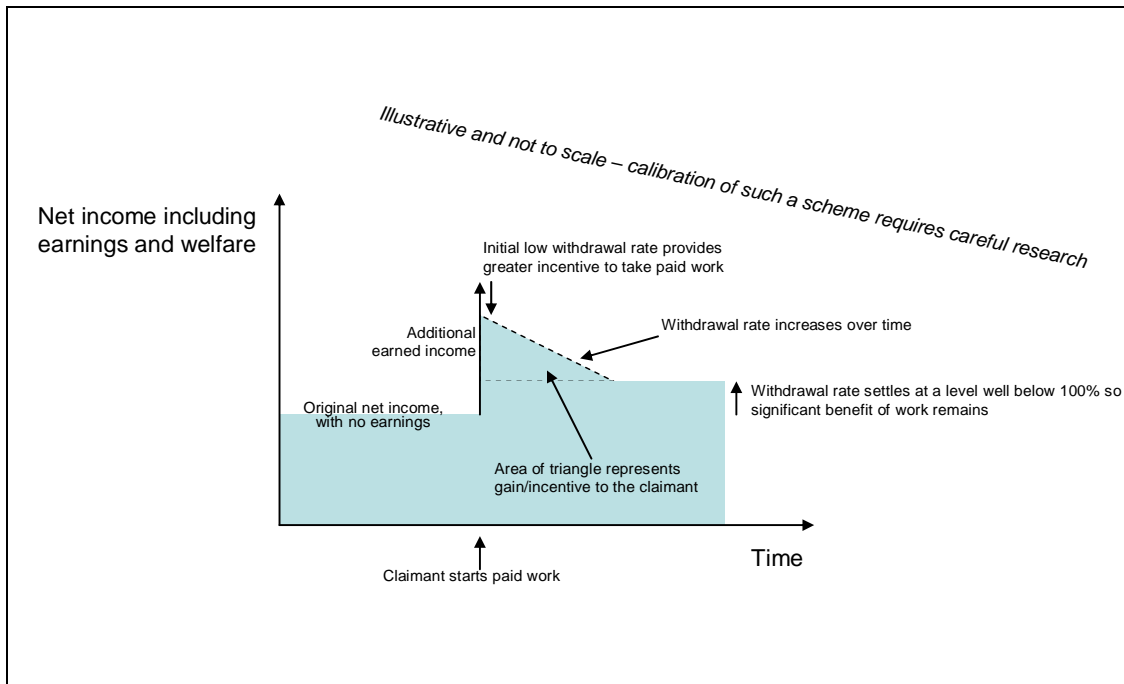 Illustrative and not to scale – calibration of such a scheme requires careful research
Net income including
earnings and welfare
Initial low withdrawal rate provides
greater incentive to take paid work
Withdrawal rate increases over time
Additional
earned income
Withdrawal rate settles at a level well below 100% so
significant benefit of work remains
Original net income,
with no earnings
Area of triangle represents
gain/incentive to the claimant
Time
Claimant starts paid work